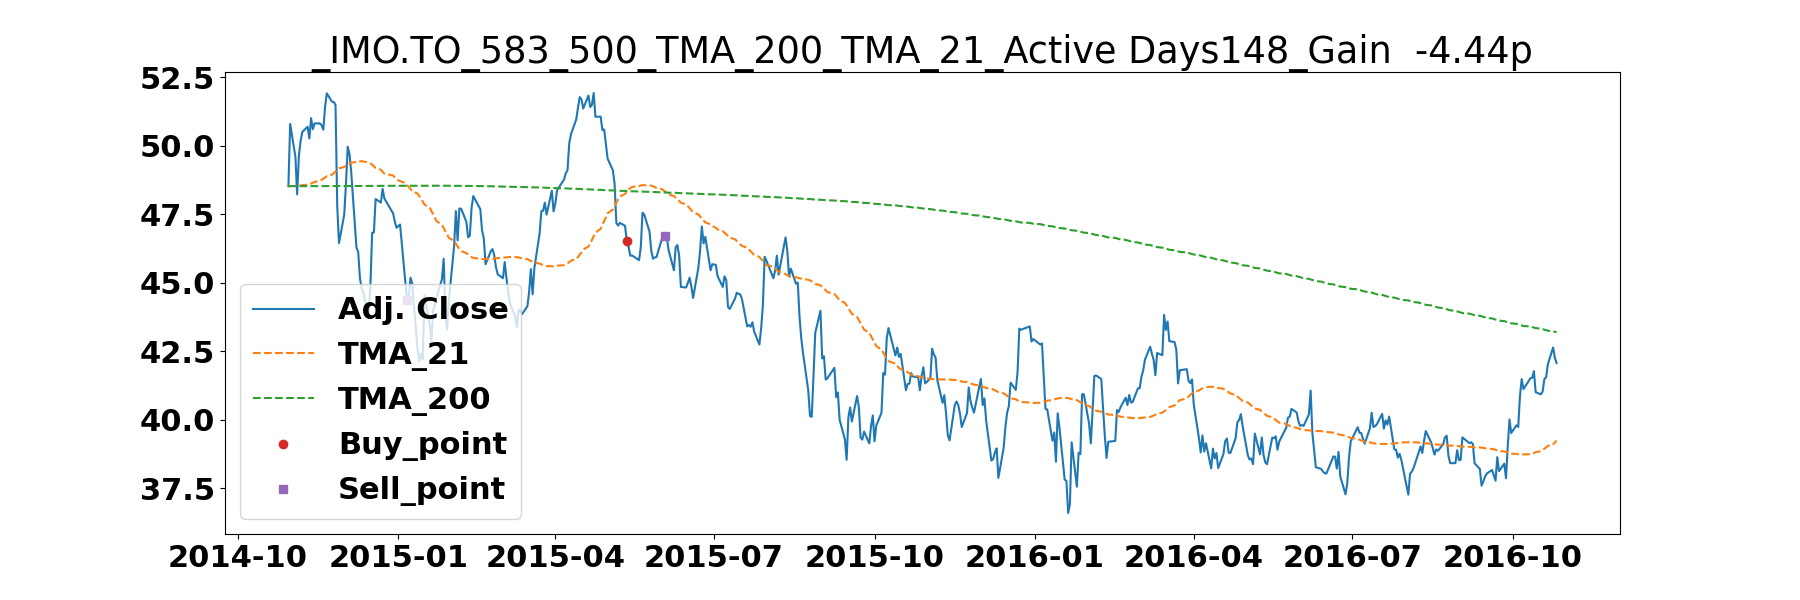 _IMO.TO_583_500_TMA_200_TMA_21_Active Days148_Gain  -4.44p
52.5
50.0
47.5
45.0
42.5
40.0
37.5
Adj. Close
TMA_21
TMA_200
Buy_point
Sell_point
2014-10 2015-01 2015-04 2015-07 2015-10 2016-01 2016-04 2016-07 2016-10